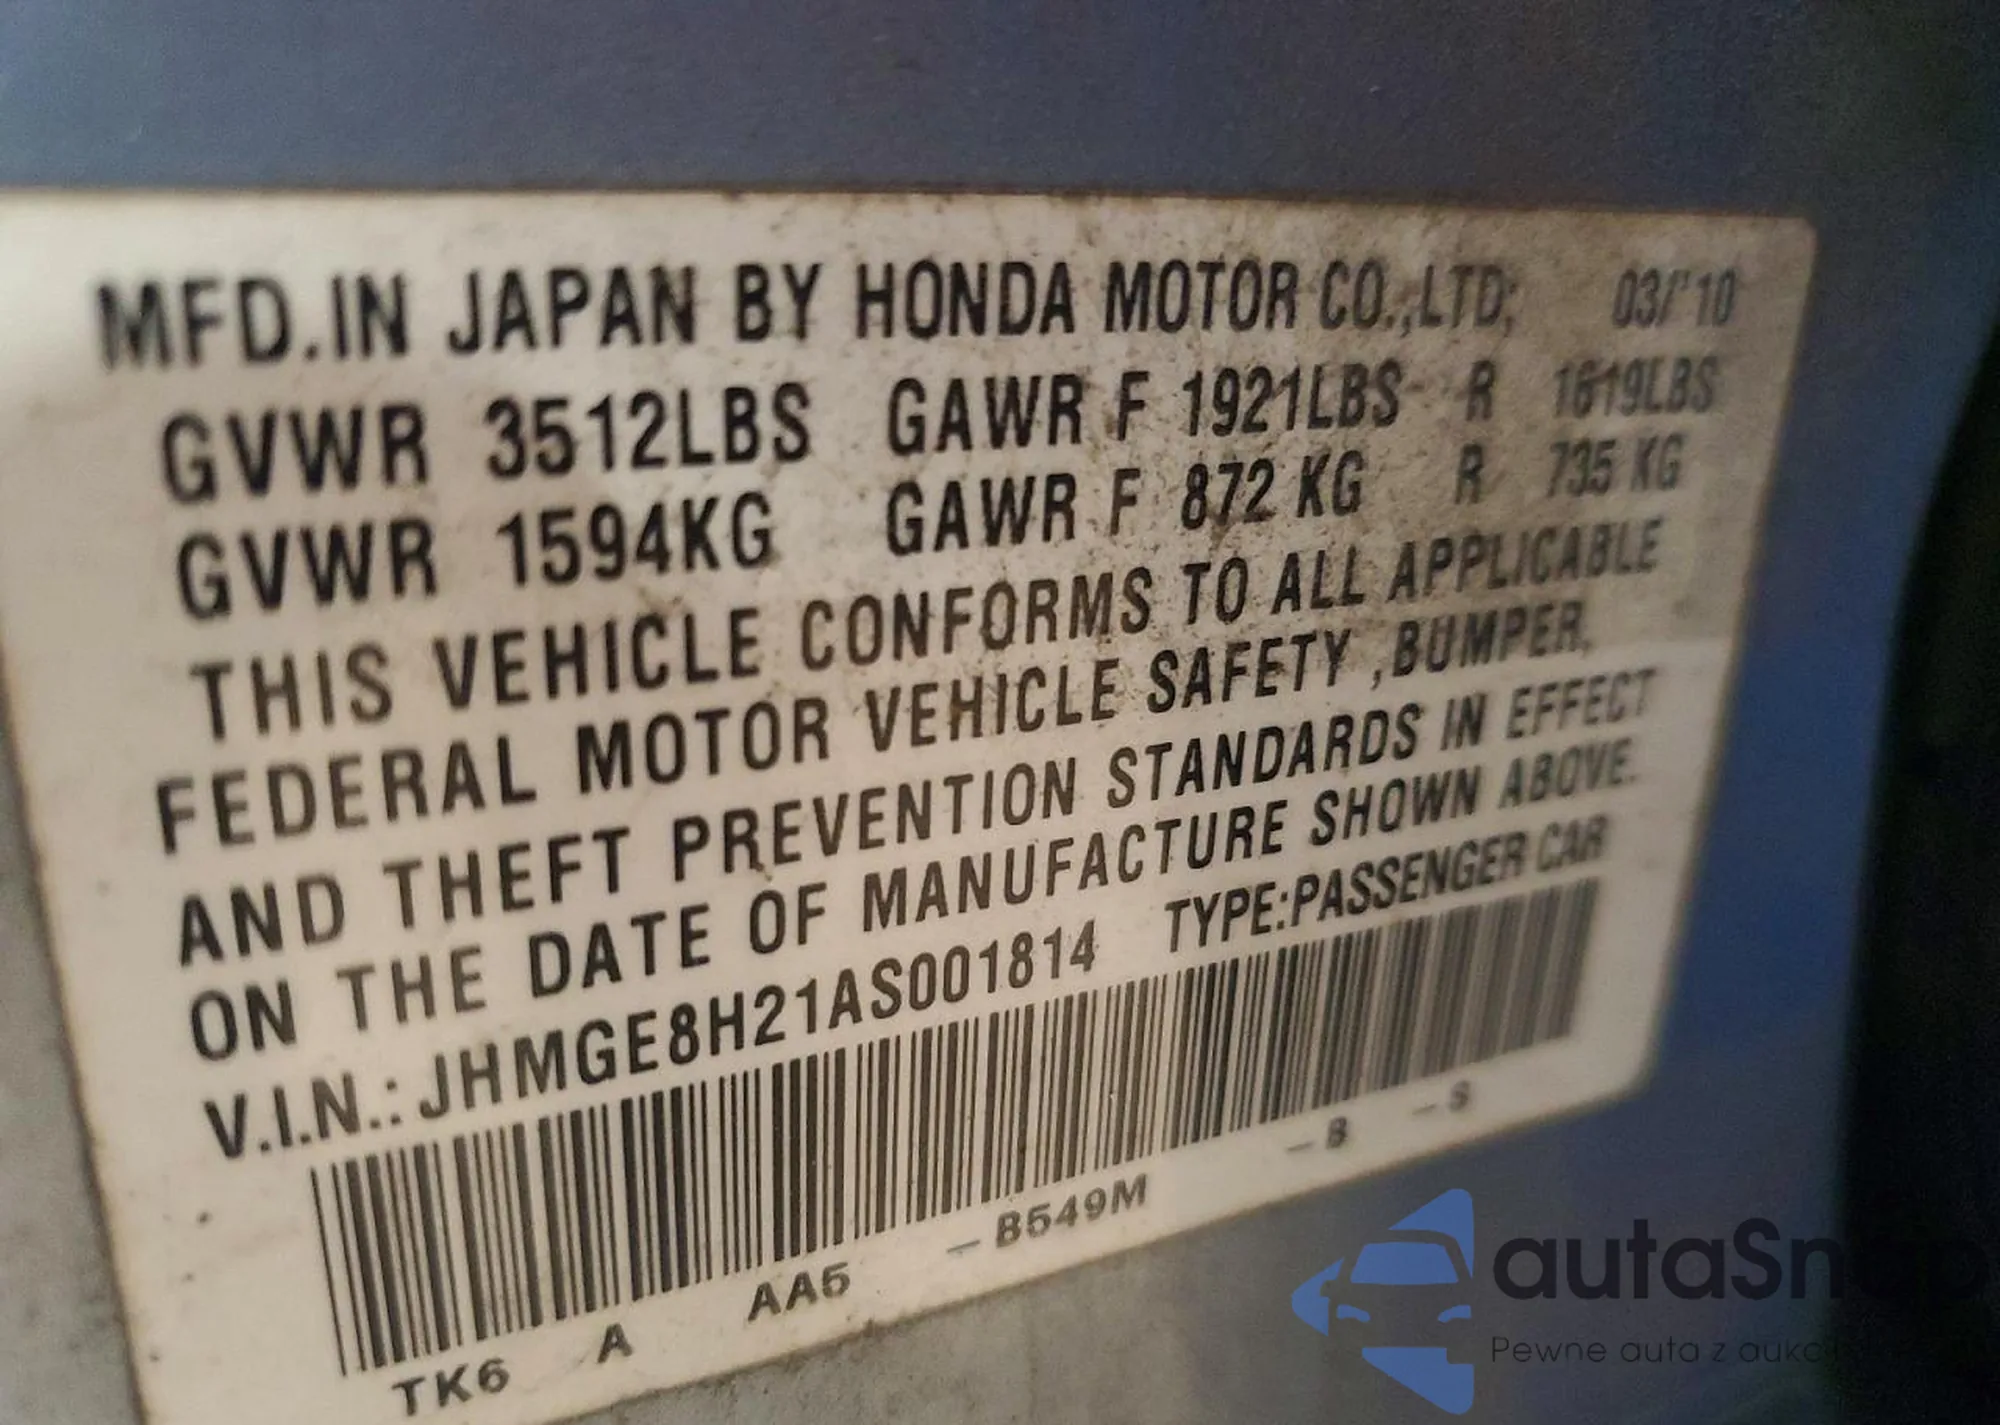 MFD.IN JAPAN BY HONDA MOTOR CO.,LTD; 03/'10
GVWR 3512LBS GAWR F 1921LBS R 1619LBS
GVWR 1594KG GAWR F 872 KG R 735 KG
THIS VEHICLE CONFORMS TO ALL APPLICABLE
FEDERAL MOTOR VEHICLE SAFETY ,BUMPER,
AND THEFT PREVENTION STANDARDS IN EFFECT
ON THE DATE OF MANUFACTURE SHOWN ABOVE.
V.I.N.: JHMGE8H21AS001814 TYPE:PASSENGER CAR
TK6 A AA5 – B549M – B – S
Pewne auta z